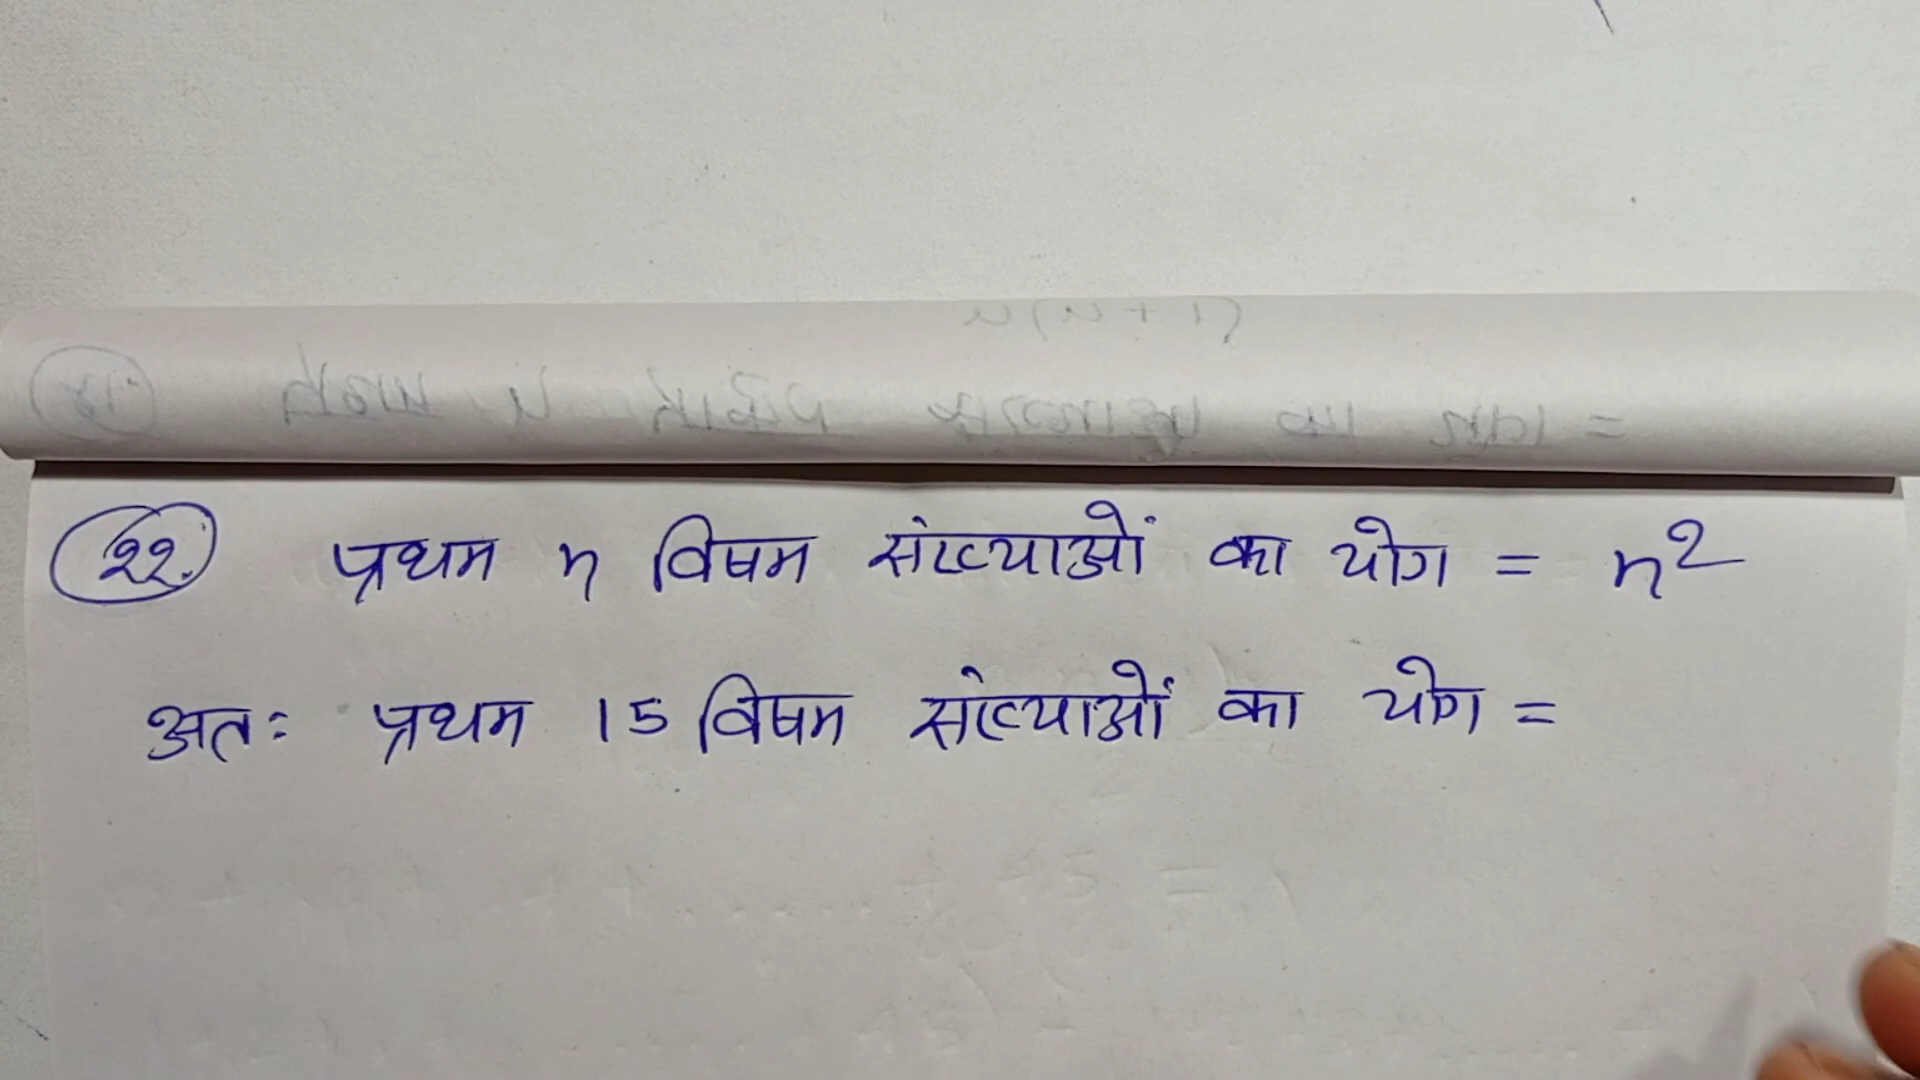 22. प्रथम n विषम संख्याओं का योग = n²
अतः प्रथम 15 विषम संख्याओं का योग =